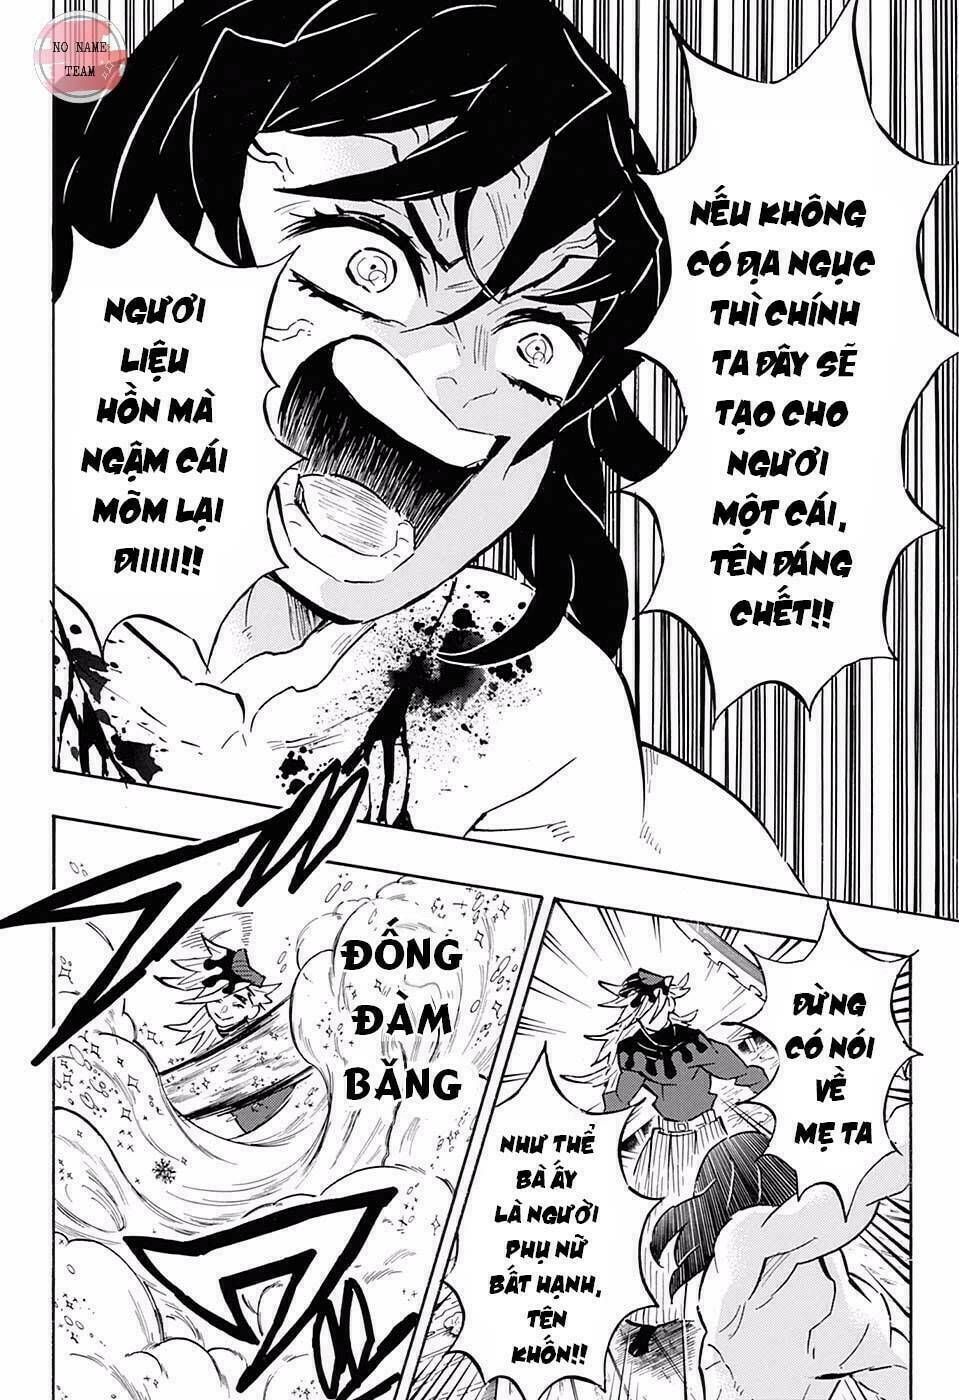 NO NAME
TEAM
NẾU KHÔNG
CÓ ĐỊA NGỤC
THÌ CHÍNH
TA ĐÂY SẼ
TẠO CHO
NGƯƠI
MỘT CÁI,
TÊN ĐÁNG
CHẾT!!
NGƯƠI
LIỆU
HỒN MÀ
NGẬM CÁI
MÕM LẠI
ĐIIIII!!
ĐỪNG
CÓ NÓI
VỀ
MẸ TA
NHƯ THỂ
BÀ ẤY
LÀ NGƯỜI
PHỤ NỮ
BẤT HẠNH,
TÊN
KHỐN!!
ĐỐNG
ĐÀM
BĂNG